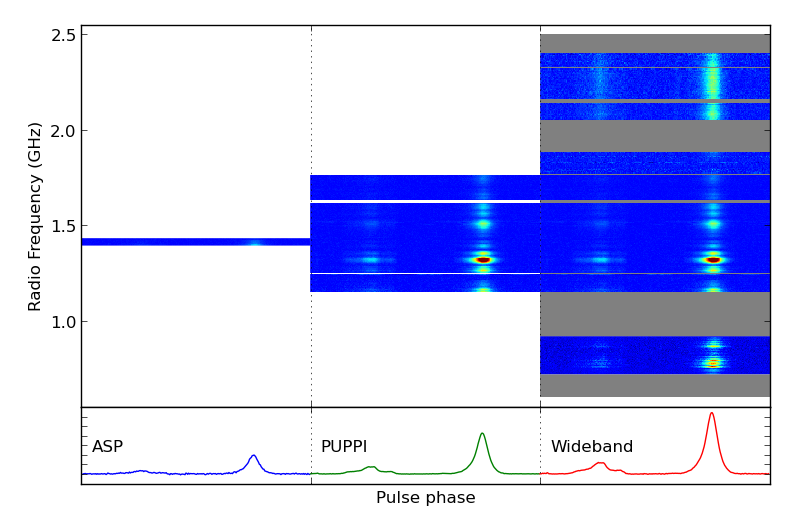 2.5
2.0
1.5
1.0
Radio Frequency (GHz)
ASP
PUPPI
Wideband
Pulse phase